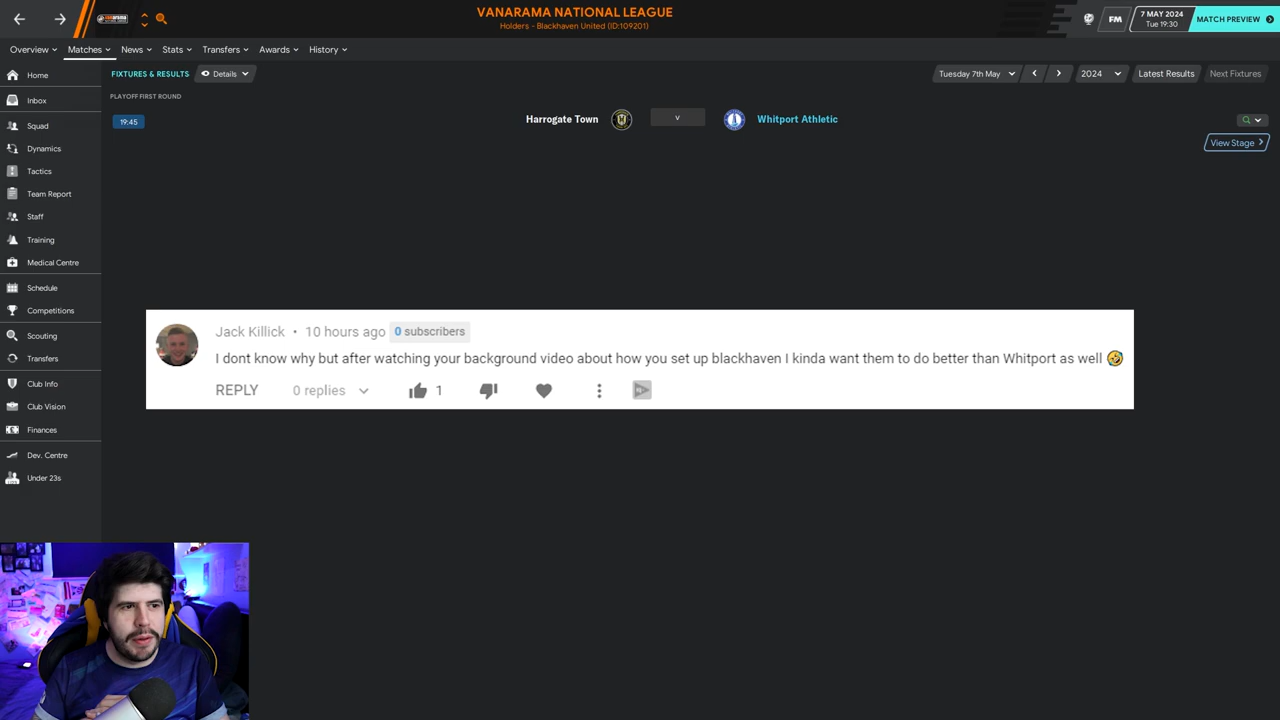 VANARAMA NATIONAL LEAGUE
Holders - Blackhaven United (ID:109201)
FM
7 MAY 2024
Tue 19:30
MATCH PREVIEW
Overview
Matches
News
Stats
Transfers
Awards
History
Home
FIXTURES & RESULTS
Details
Tuesday 7th May
2024
Latest Results
Next Fixtures
PLAYOFF FIRST ROUND
Inbox
19:45
Harrogate Town
v
Whitport Athletic
View Stage
Squad
Dynamics
Tactics
Team Report
Staff
Training
Medical Centre
Schedule
Competitions
Scouting
Transfers
Club Info
Club Vision
Finances
Dev. Centre
Under 23s
Jack Killick • 10 hours ago 0 subscribers
I dont know why but after watching your background video about how you set up blackhaven I kinda want them to do better than Whitport as well 🤣
REPLY 0 replies 1